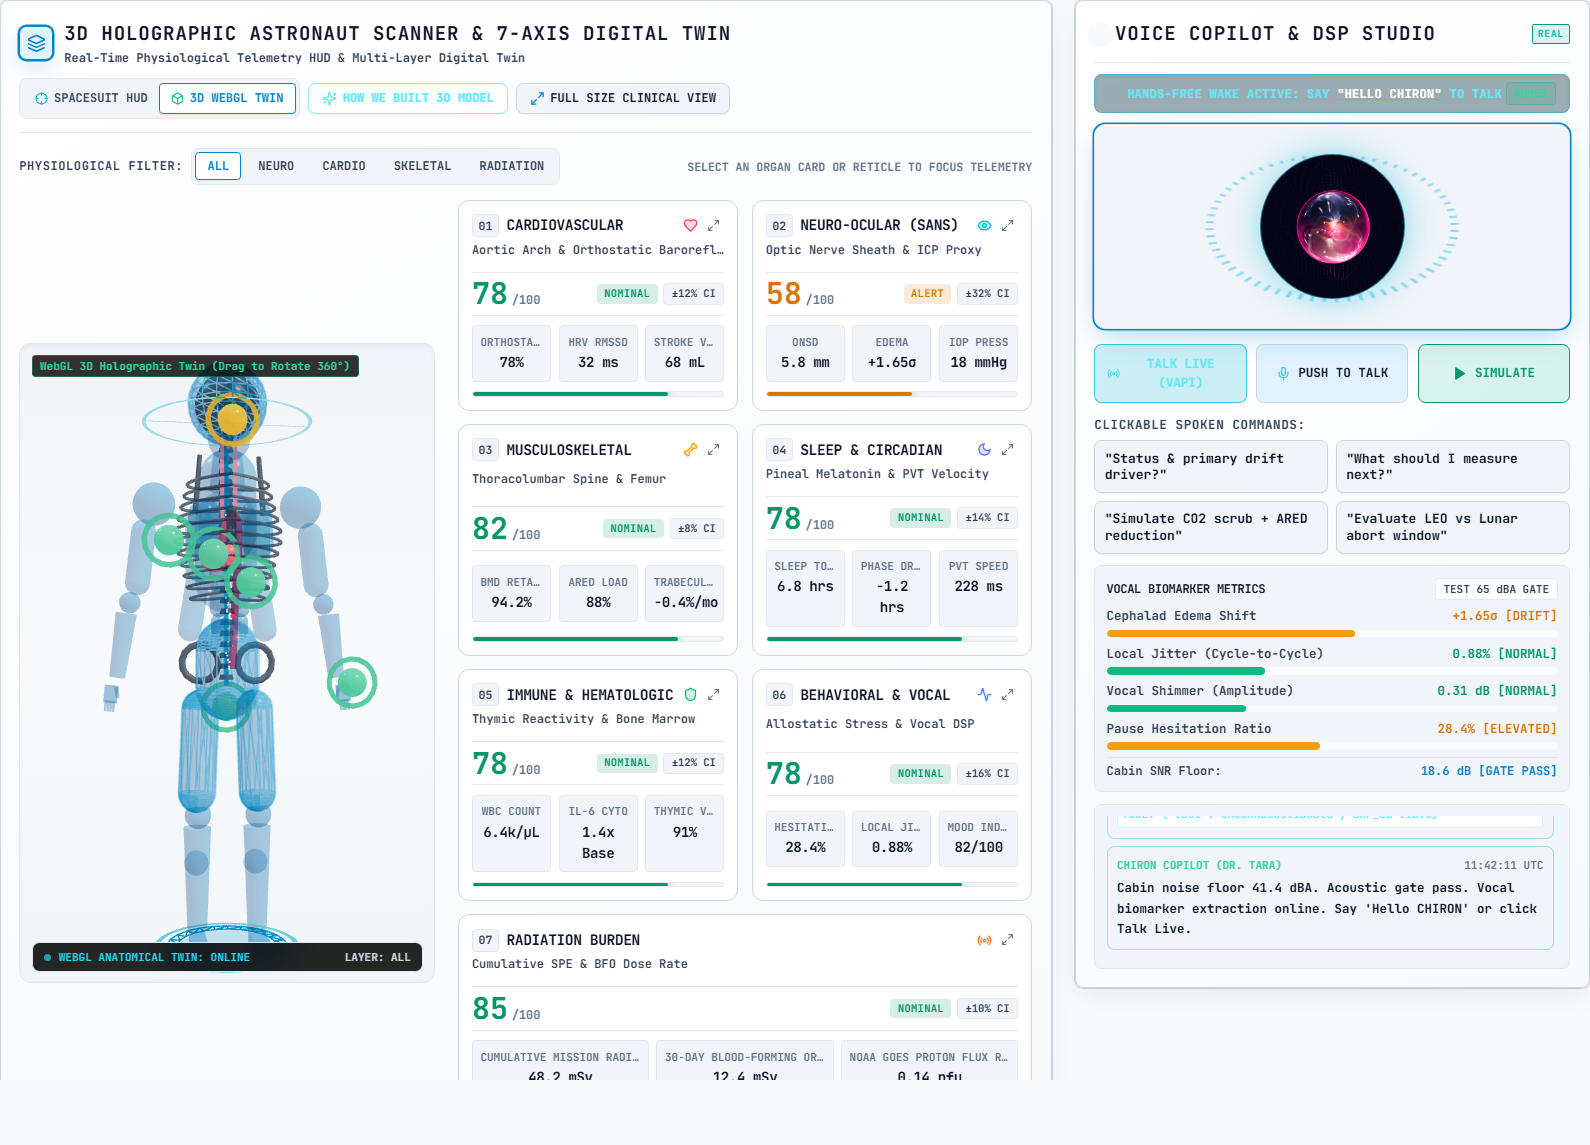 3D HOLOGRAPHIC ASTRONAUT SCANNER & 7-AXIS DIGITAL TWIN
Real-Time Physiological Telemetry HUD & Multi-Layer Digital Twin
SPACESUIT HUD
3D WEBGL TWIN
HOW WE BUILT 3D MODEL
FULL SIZE CLINICAL VIEW
PHYSIOLOGICAL FILTER:
ALL
NEURO
CARDIO
SKELETAL
RADIATION
SELECT AN ORGAN CARD OR RETICLE TO FOCUS TELEMETRY
WebGL 3D Holographic Twin (Drag to Rotate 360°)
WEBGL ANATOMICAL TWIN: ONLINE
LAYER: ALL
01 CARDIOVASCULAR
Aortic Arch & Orthostatic Barorefl…
78 /100
NOMINAL
±12% CI
ORTHOSTA…
78%
HRV RMSSD
32 ms
STROKE V…
68 mL
02 NEURO-OCULAR (SANS)
Optic Nerve Sheath & ICP Proxy
58 /100
ALERT
±32% CI
ONSD
5.8 mm
EDEMA
+1.65σ
IOP PRESS
18 mmHg
03 MUSCULOSKELETAL
Thoracolumbar Spine & Femur
82 /100
NOMINAL
±8% CI
BMD RETA…
94.2%
ARED LOAD
88%
TRABECUL…
-0.4%/mo
04 SLEEP & CIRCADIAN
Pineal Melatonin & PVT Velocity
78 /100
NOMINAL
±14% CI
SLEEP TO…
6.8 hrs
PHASE DR…
-1.2
hrs
PVT SPEED
228 ms
05 IMMUNE & HEMATOLOGIC
Thymic Reactivity & Bone Marrow
78 /100
NOMINAL
±12% CI
WBC COUNT
6.4k/µL
IL-6 CYTO
1.4x
Base
THYMIC V…
91%
06 BEHAVIORAL & VOCAL
Allostatic Stress & Vocal DSP
78 /100
NOMINAL
±16% CI
HESITATI…
28.4%
LOCAL JI…
0.88%
MOOD IND…
82/100
07 RADIATION BURDEN
Cumulative SPE & BFO Dose Rate
85 /100
NOMINAL
±10% CI
CUMULATIVE MISSION RADI…
48.2 mSv
30-DAY BLOOD-FORMING OR…
12.4 mSv
NOAA GOES PROTON FLUX R…
0.14 pfu
VOICE COPILOT & DSP STUDIO
REAL
HANDS-FREE WAKE ACTIVE: SAY "HELLO CHIRON" TO TALK
ARMED
TALK LIVE
(VAPI)
PUSH TO TALK
SIMULATE
CLICKABLE SPOKEN COMMANDS:
"Status & primary drift
driver?"
"What should I measure
next?"
"Simulate CO2 scrub + ARED
reduction"
"Evaluate LEO vs Lunar
abort window"
VOCAL BIOMARKER METRICS
TEST 65 dBA GATE
Cephalad Edema Shift
+1.65σ [DRIFT]
Local Jitter (Cycle-to-Cycle)
0.88% [NORMAL]
Vocal Shimmer (Amplitude)
0.31 dB [NORMAL]
Pause Hesitation Ratio
28.4% [ELEVATED]
Cabin SNR Floor:
18.6 dB [GATE PASS]
CHIRON COPILOT (DR. TARA)
11:42:11 UTC
Cabin noise floor 41.4 dBA. Acoustic gate pass. Vocal
biomarker extraction online. Say 'Hello CHIRON' or click
Talk Live.